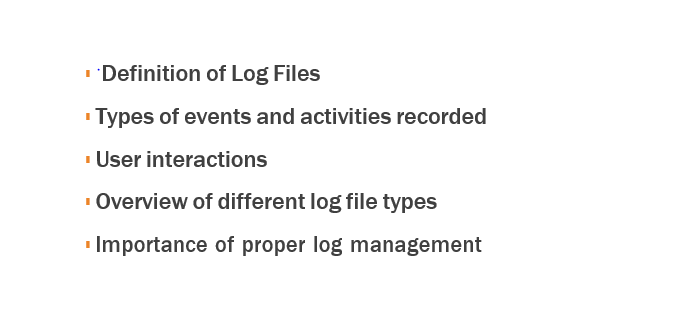 Definition of Log Files
Types of events and activities recorded
User interactions
Overview of different log file types
Importance of proper log management